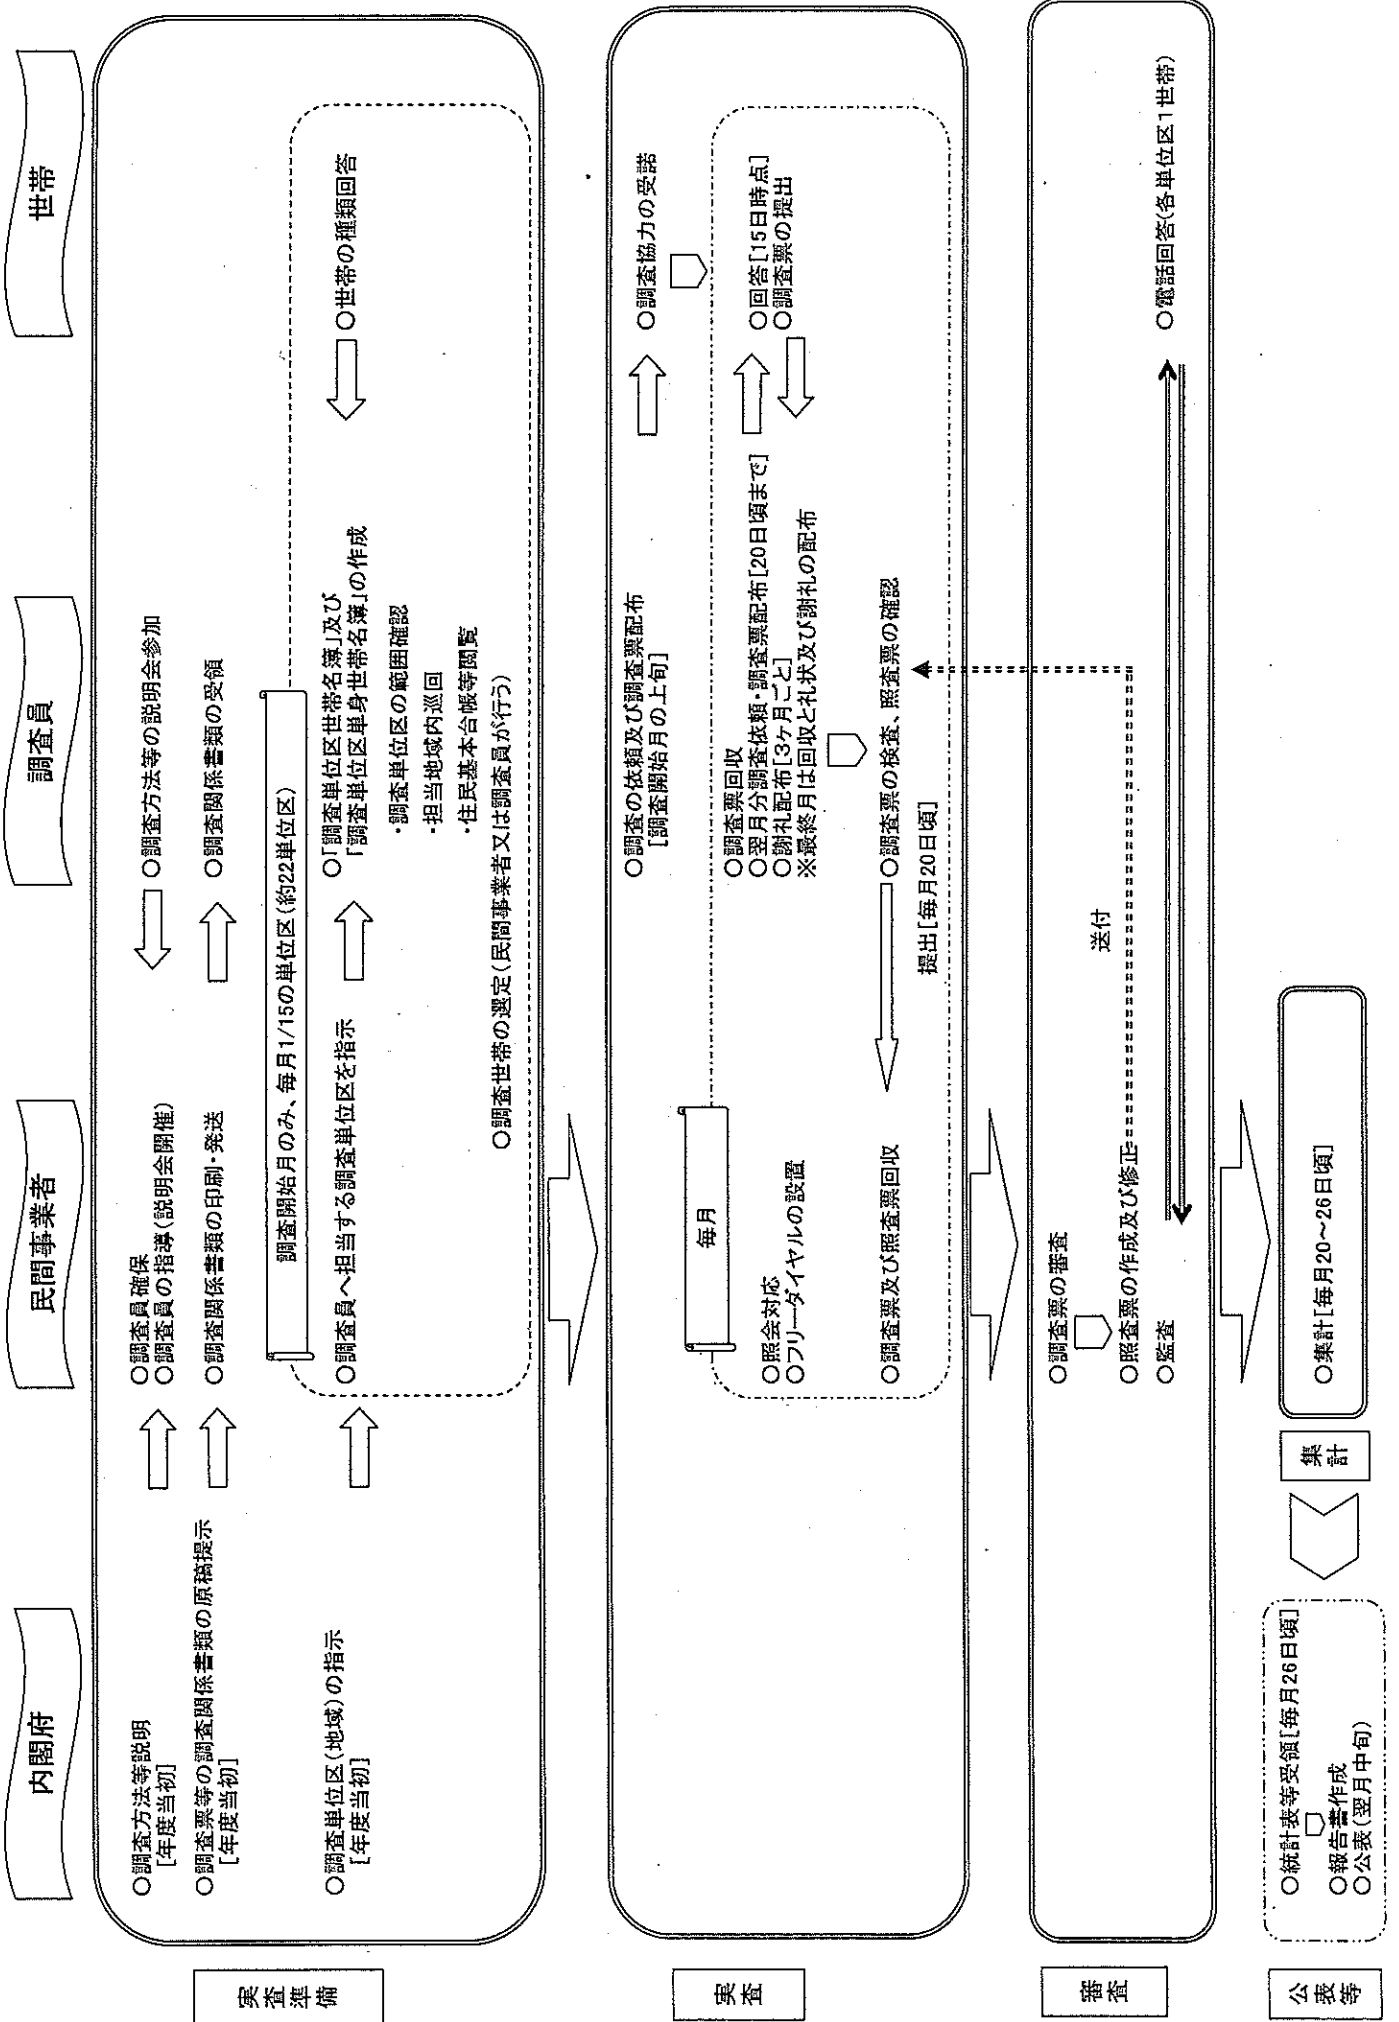 内閣府
民間事業者
調査員
世帯
実査準備
○調査方法等説明
[年度当初]
○調査票等の調査関係書類の原稿提示
[年度当初]
○調査単位区(地域)の指示
[年度当初]
○調査員確保
○調査員の指導(説明会開催)
○調査関係書類の印刷・発送
○調査方法等の説明会参加
○調査関係書類の受領
調査開始月のみ、毎月1/15の単位区(約22単位区)
○調査員へ担当する調査単位区を指示
○「調査単位区世帯名簿」及び
「調査単位区単身世帯名簿」の作成
・調査単位区の範囲確認
・担当地域内巡回
・住民基本台帳等閲覧
○世帯の種類回答
○調査世帯の選定(民間事業者又は調査員が行う)
実査
○調査の依頼及び調査票配布
[調査開始月の上旬]
○調査協力の受諾
毎月
○照会対応
○フリーダイヤルの設置
○調査票回収
○翌月分調査依頼・調査票配布[20日頃まで]
○謝礼配布[3ヶ月ごと]
※最終月は回収と礼状及び謝礼の配布
○回答[15日時点]
○調査票の提出
○調査票及び照査票回収
○調査票の検査、照査票の確認
提出[毎月20日頃]
審査
○調査票の審査
○照査票の作成及び修正
○監査
送付
○電話回答(各単位区1世帯)
集計
○集計[毎月20～26日頃]
公表等
○統計表等受領[毎月26日頃]
○報告書作成
○公表(翌月中旬)